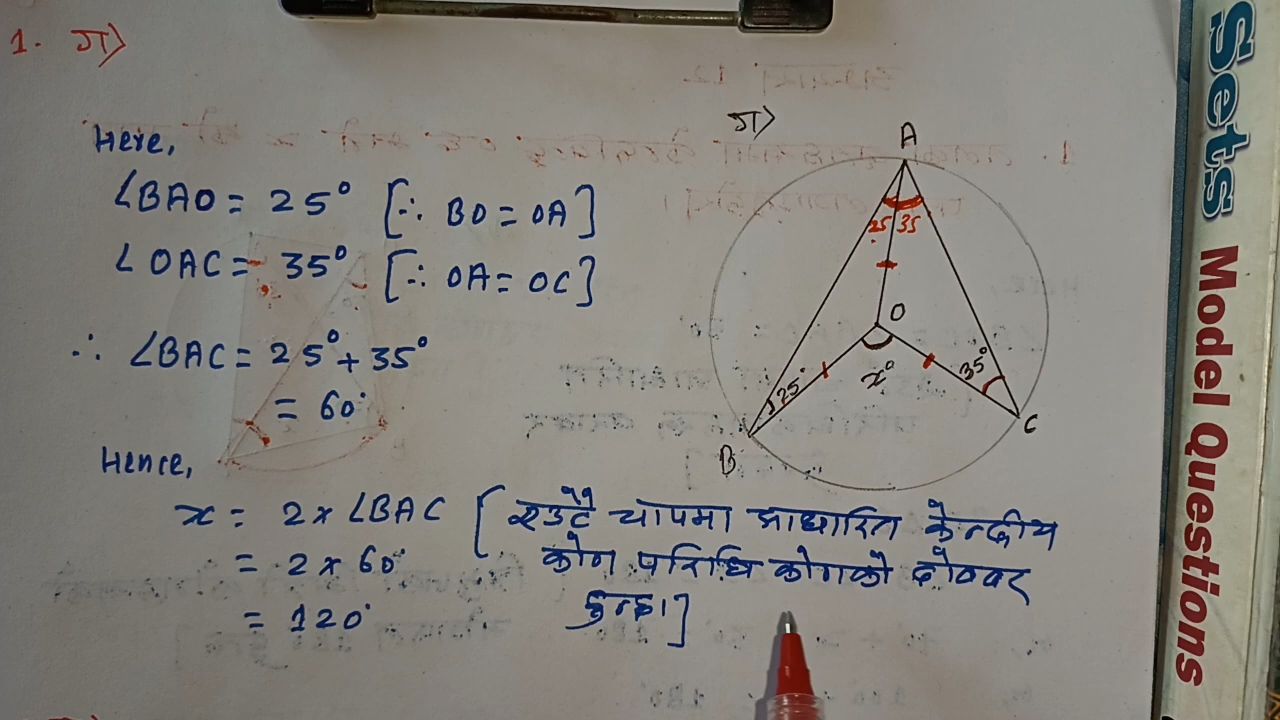 1. ग)
Here,
∠BAO = 25° [∴ BO = OA]
∠OAC = 35° [∴ OA = OC]
∴ ∠BAC = 25° + 35°
= 60°
Hence,
x = 2 × ∠BAC [एउटै चापमा आधारित केन्द्रीय
= 2 × 60° कोण परिधि कोणको दोब्बर
= 120° हुन्छ।]
ग)
A
25 35
O
25° x° 35°
B
C
Sets Model Questions